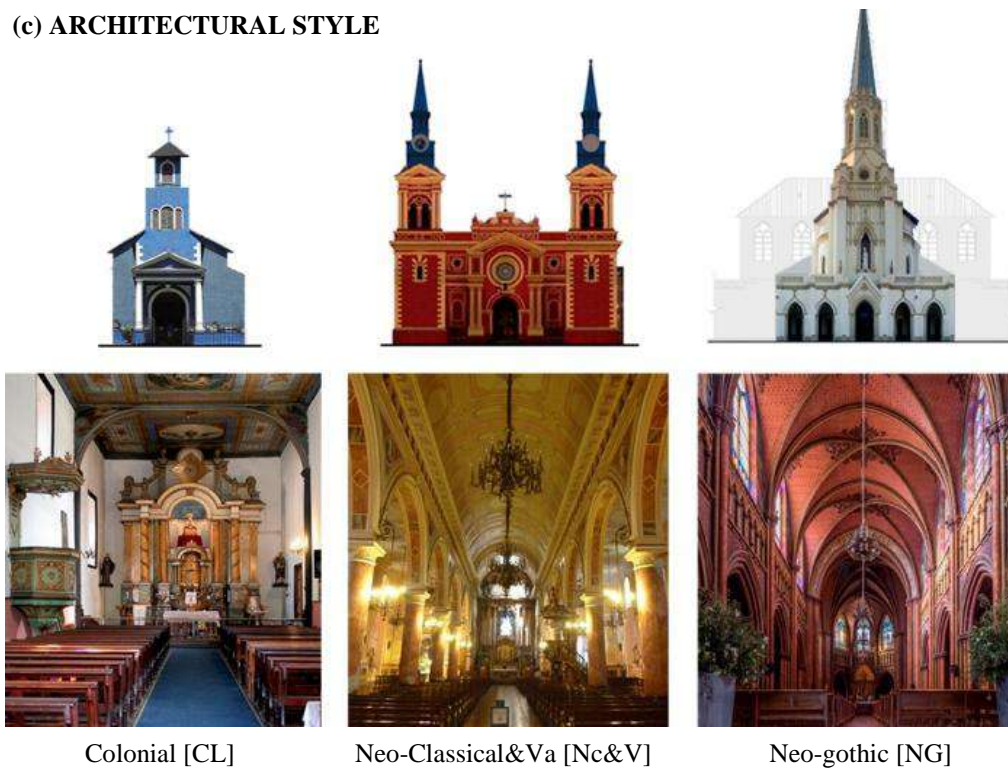 (c) ARCHITECTURAL STYLE
Colonial [CL]
Neo-Classical&Va [Nc&V]
Neo-gothic [NG]